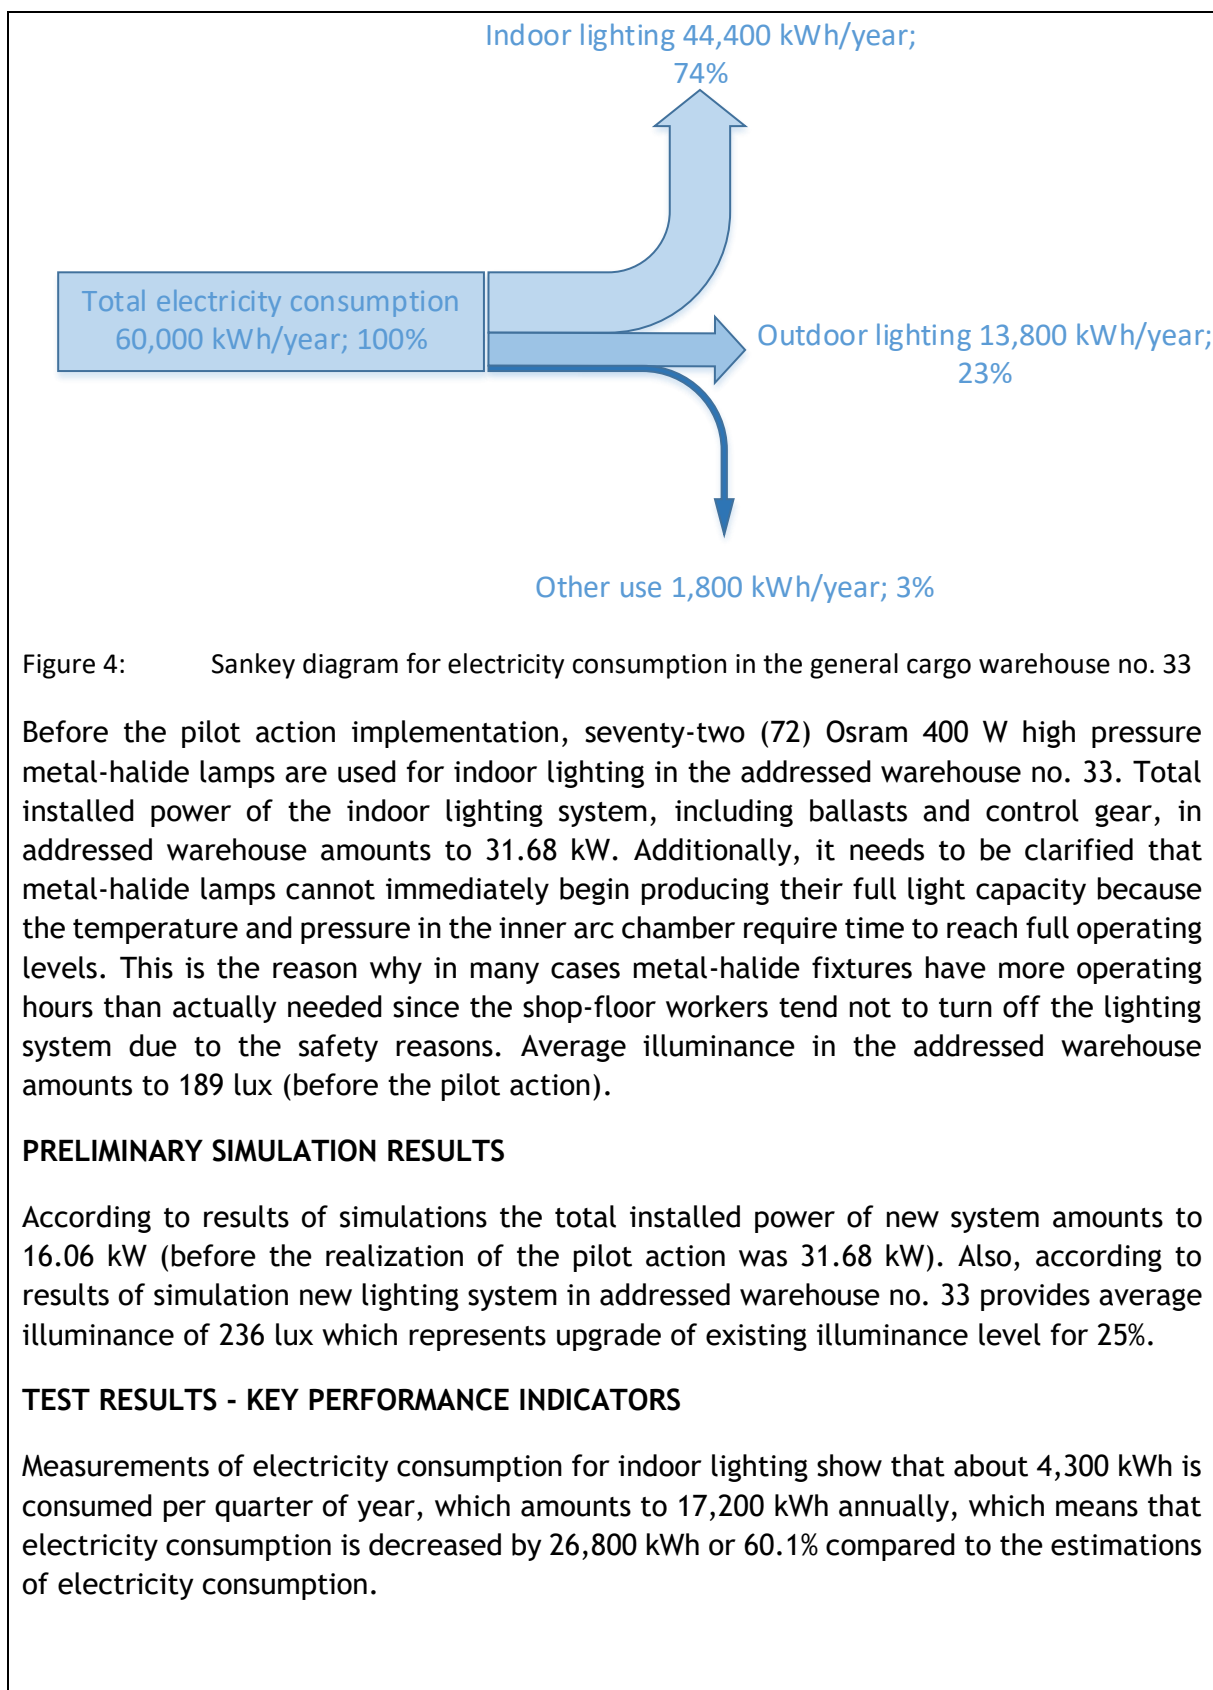 Indoor lighting 44,400 kWh/year;
74%
Total electricity consumption
60,000 kWh/year; 100%
Outdoor lighting 13,800 kWh/year;
23%
Other use 1,800 kWh/year; 3%
Figure 4: Sankey diagram for electricity consumption in the general cargo warehouse no. 33
Before the pilot action implementation, seventy-two (72) Osram 400 W high pressure
metal-halide lamps are used for indoor lighting in the addressed warehouse no. 33. Total
installed power of the indoor lighting system, including ballasts and control gear, in
addressed warehouse amounts to 31.68 kW. Additionally, it needs to be clarified that
metal-halide lamps cannot immediately begin producing their full light capacity because
the temperature and pressure in the inner arc chamber require time to reach full operating
levels. This is the reason why in many cases metal-halide fixtures have more operating
hours than actually needed since the shop-floor workers tend not to turn off the lighting
system due to the safety reasons. Average illuminance in the addressed warehouse
amounts to 189 lux (before the pilot action).
PRELIMINARY SIMULATION RESULTS
According to results of simulations the total installed power of new system amounts to
16.06 kW (before the realization of the pilot action was 31.68 kW). Also, according to
results of simulation new lighting system in addressed warehouse no. 33 provides average
illuminance of 236 lux which represents upgrade of existing illuminance level for 25%.
TEST RESULTS - KEY PERFORMANCE INDICATORS
Measurements of electricity consumption for indoor lighting show that about 4,300 kWh is
consumed per quarter of year, which amounts to 17,200 kWh annually, which means that
electricity consumption is decreased by 26,800 kWh or 60.1% compared to the estimations
of electricity consumption.